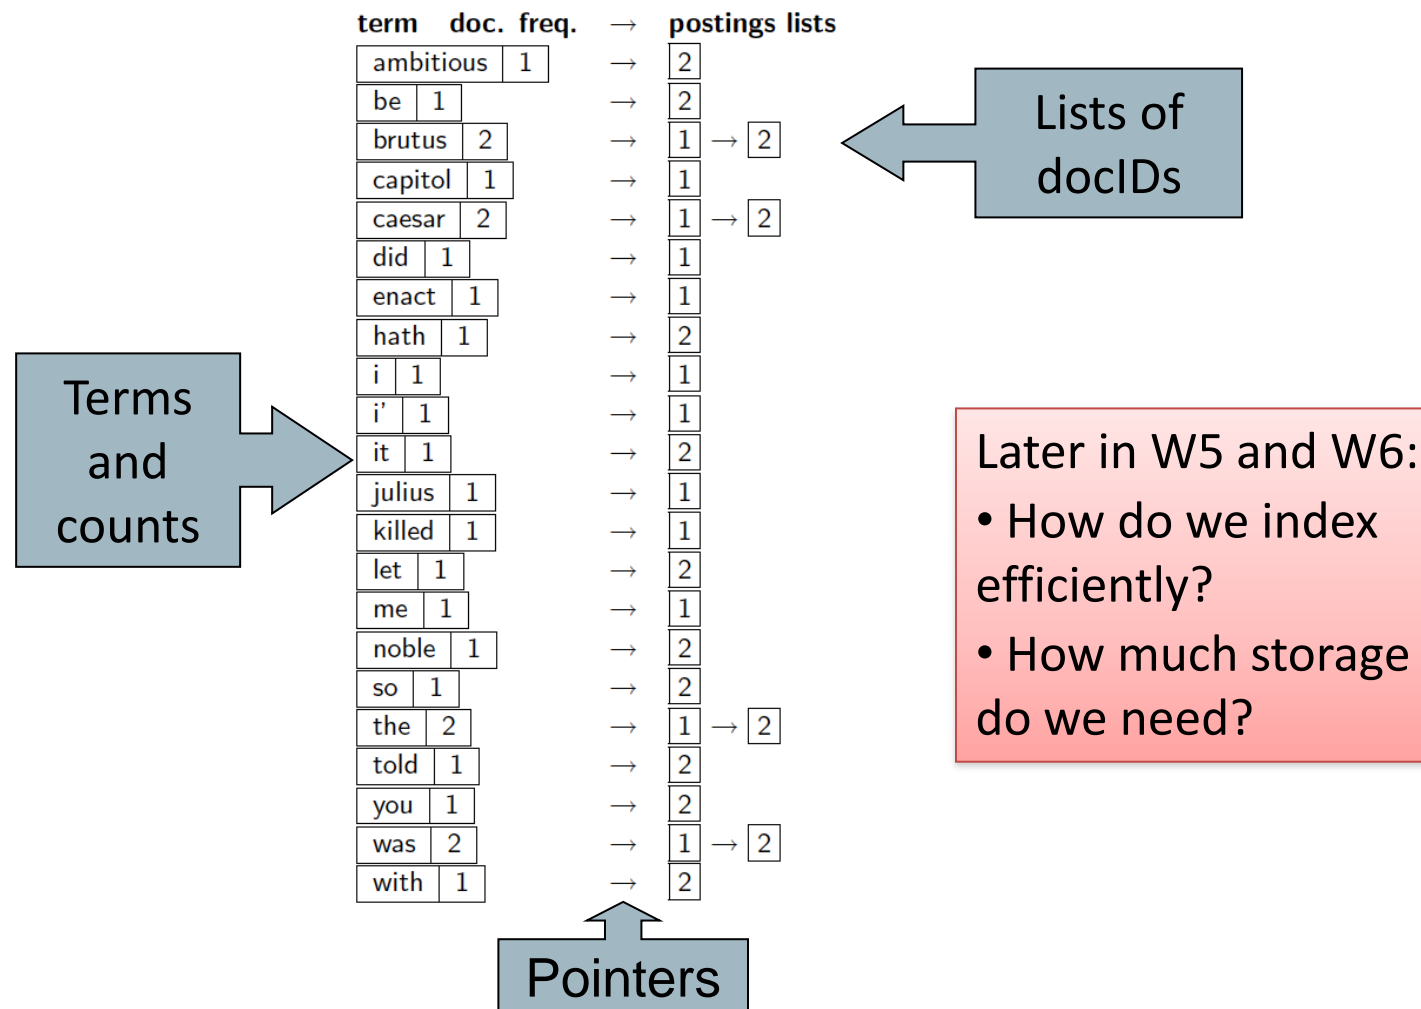 term doc. freq. → postings lists
ambitious 1 → 2
be 1 → 2
brutus 2 → 1 → 2
capitol 1 → 1
caesar 2 → 1 → 2
did 1 → 1
enact 1 → 1
hath 1 → 2
i 1 → 1
i' 1 → 1
it 1 → 2
julius 1 → 1
killed 1 → 1
let 1 → 2
me 1 → 1
noble 1 → 2
so 1 → 2
the 2 → 1 → 2
told 1 → 2
you 1 → 2
was 2 → 1 → 2
with 1 → 2
Lists of
docIDs
Terms
and
counts
Later in W5 and W6:
• How do we index
efficiently?
• How much storage
do we need?
Pointers